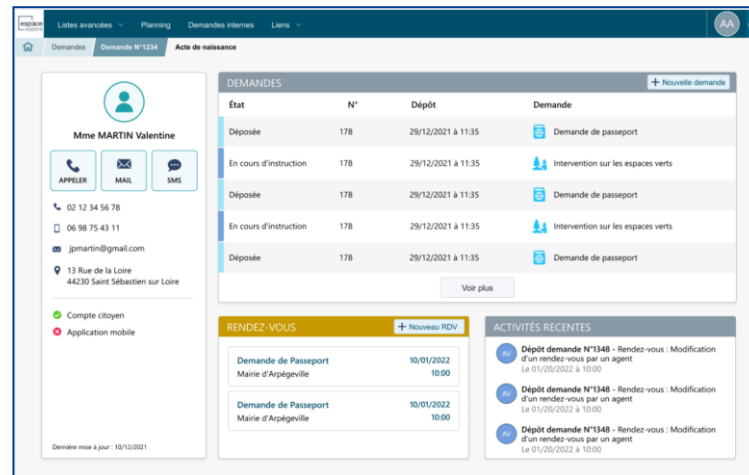 espace
AGENTS
Listes avancées
Planning
Demandes internes
Liens
AA
Demandes
Demande N°1234
Acte de naissance
Mme MARTIN Valentine
APPELER
MAIL
SMS
02 12 34 56 78
06 98 75 43 11
jpmartin@gmail.com
13 Rue de la Loire
44230 Saint Sébastien sur Loire
Compte citoyen
Application mobile
Dernière mise à jour : 10/12/2021
DEMANDES
+ Nouvelle demande
État N° Dépôt Demande
Déposée 178 29/12/2021 à 11:35 Demande de passeport
En cours d'instruction 178 29/12/2021 à 11:35 Intervention sur les espaces verts
Déposée 178 29/12/2021 à 11:35 Demande de passeport
En cours d'instruction 178 29/12/2021 à 11:35 Intervention sur les espaces verts
Déposée 178 29/12/2021 à 11:35 Demande de passeport
Voir plus
RENDEZ-VOUS
+ Nouveau RDV
Demande de Passeport 10/01/2022
Mairie d'Arpègeville 10:00
Demande de Passeport 10/01/2022
Mairie d'Arpègeville 10:00
ACTIVITÉS RECENTES
AV
Dépôt demande N°1348 - Rendez-vous : Modification
d'un rendez-vous par un agent
Le 01/20/2022 à 10:00
AV
Dépôt demande N°1348 - Rendez-vous : Modification
d'un rendez-vous par un agent
Le 01/20/2022 à 10:00
AV
Dépôt demande N°1348 - Rendez-vous : Modification
d'un rendez-vous par un agent
Le 01/20/2022 à 10:00